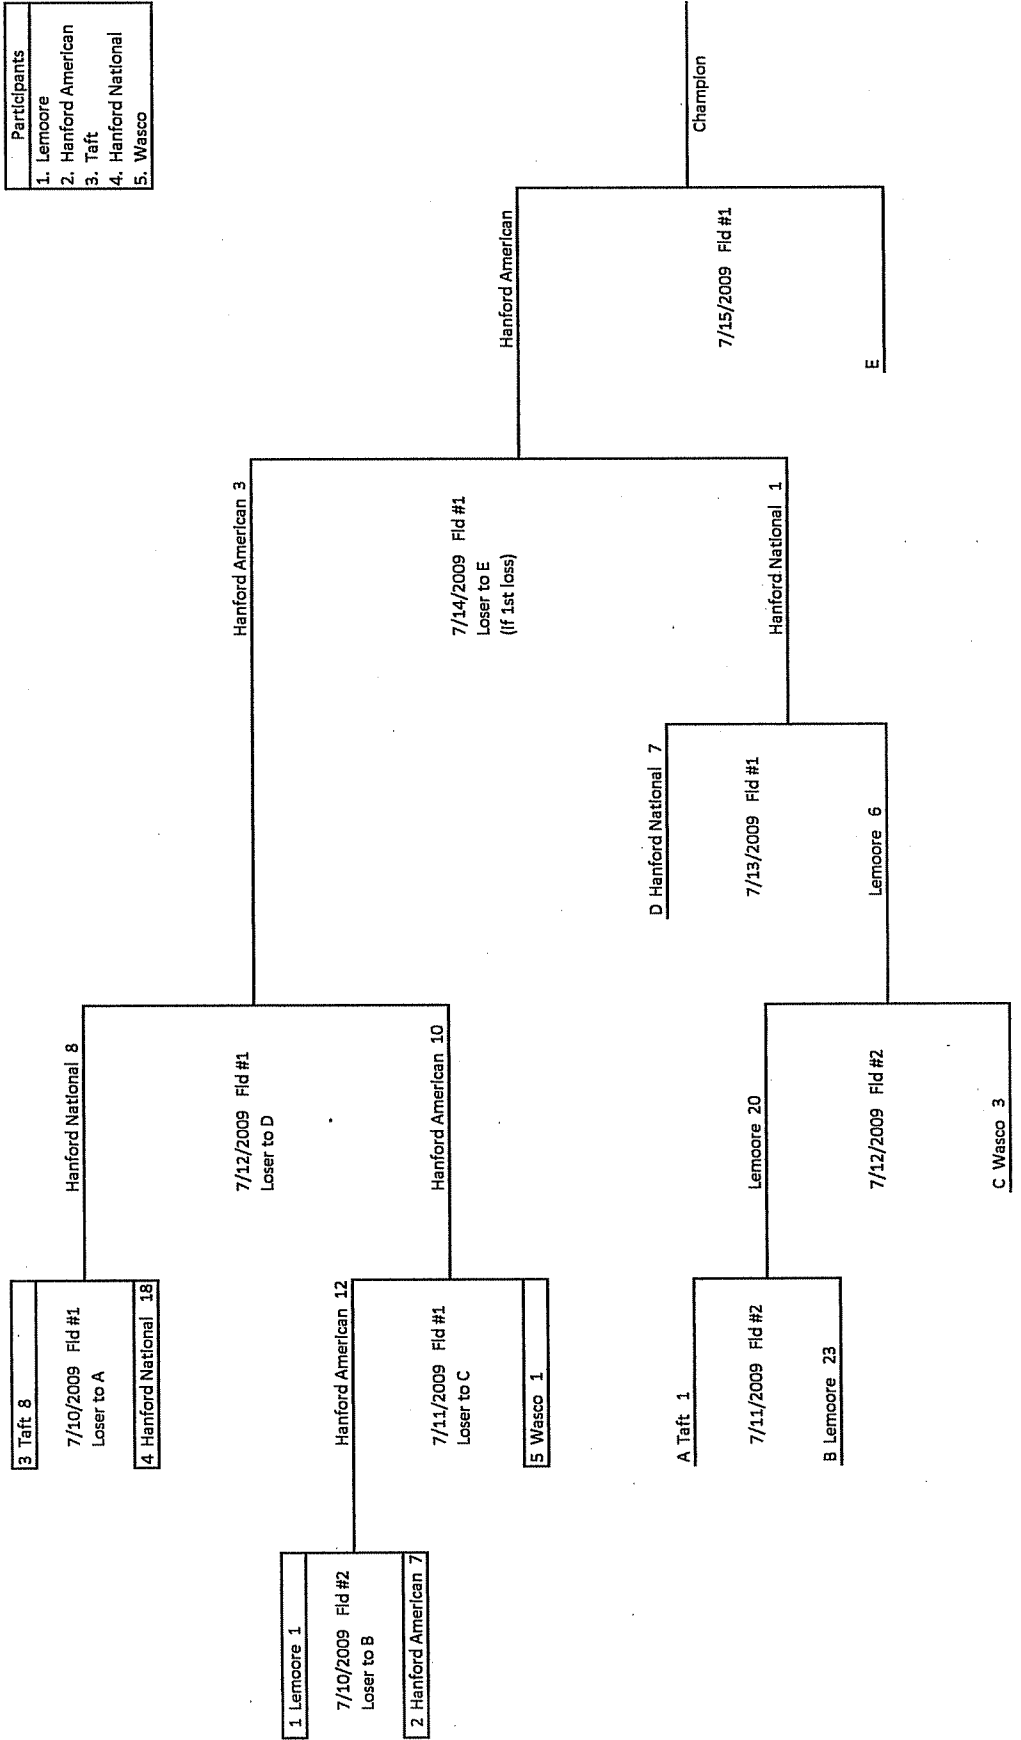 Participants
1. Lemoore
2. Hanford American
3. Taft
4. Hanford National
5. Wasco
3 Taft 8
7/10/2009 Fld #1
Loser to A
4 Hanford National 18
Hanford National 8
7/12/2009 Fld #1
Loser to D
Hanford American 10
1 Lemoore 1
7/10/2009 Fld #2
Loser to B
2 Hanford American 7
Hanford American 12
7/11/2009 Fld #1
Loser to C
5 Wasco 1
Hanford American 3
7/14/2009 Fld #1
Loser to E
(If 1st loss)
Hanford National 1
Hanford American
7/15/2009 Fld #1
E
Champion
D Hanford National 7
7/13/2009 Fld #1
Lemoore 6
A Taft 1
7/11/2009 Fld #2
B Lemoore 23
Lemoore 20
7/12/2009 Fld #2
C Wasco 3